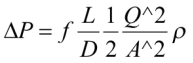 ΔP = f L/D 1/2 Q^2/A^2 ρ